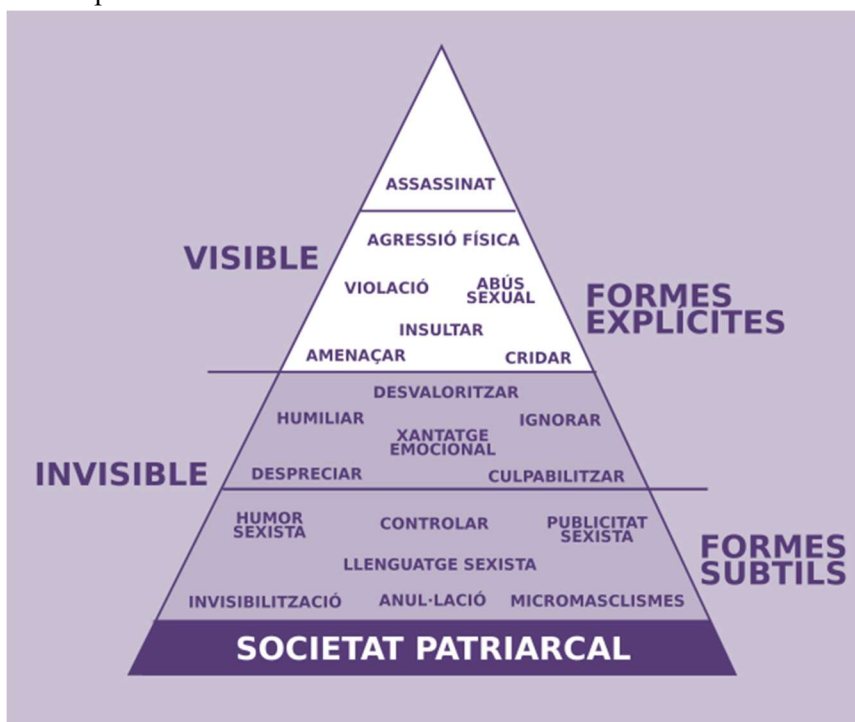 ASSASSINAT
AGRESSIÓ FÍSICA
VISIBLE
VIOLACIÓ
ABÚS
SEXUAL
FORMES
EXPLÍCITES
INSULTAR
AMENAÇAR
CRIDAR
DESVALORITZAR
HUMILIAR
IGNORAR
XANTATGE
EMOCIONAL
INVISIBLE
DESPRECIAR
CULPABILITZAR
HUMOR
SEXISTA
CONTROLAR
PUBLICITAT
SEXISTA
FORMES
SUBTILS
LLENGUATGE SEXISTA
INVISIBILITZACIÓ
ANUL·LACIÓ
MICROMASCLISMES
SOCIETAT PATRIARCAL